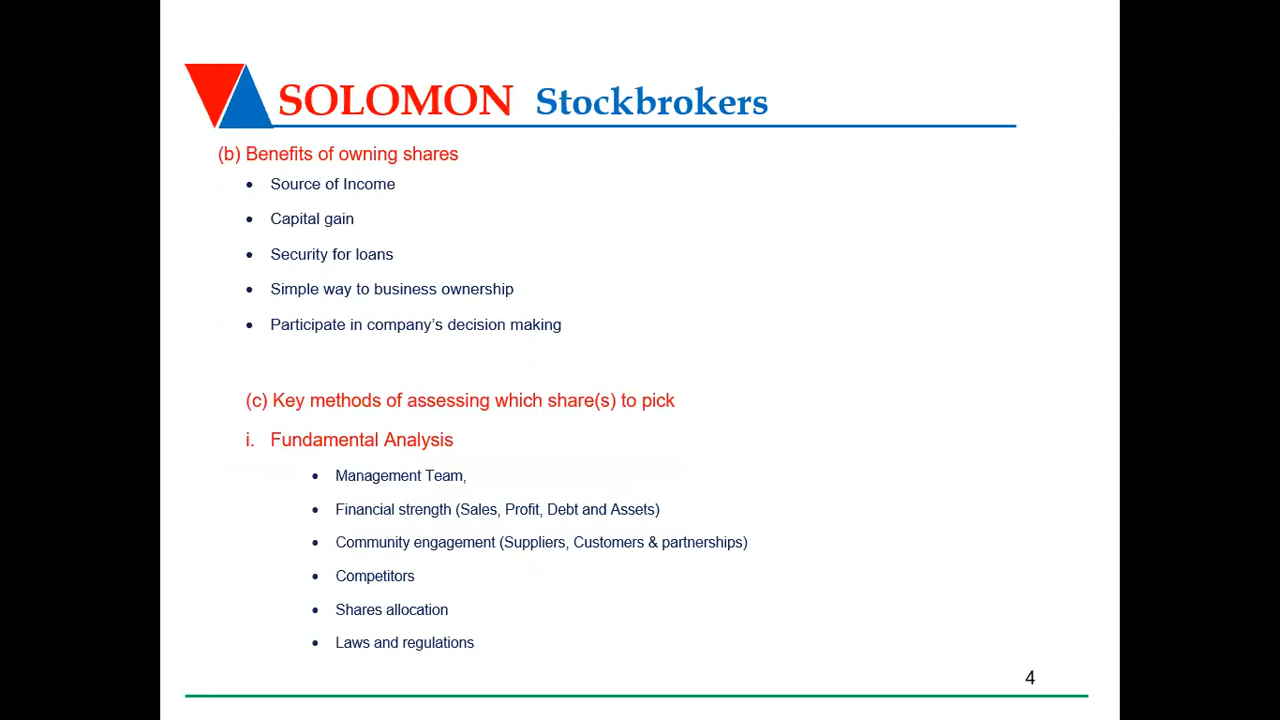 SOLOMON Stockbrokers
(b) Benefits of owning shares
• Source of Income
• Capital gain
• Security for loans
• Simple way to business ownership
• Participate in company's decision making
(c) Key methods of assessing which share(s) to pick
i. Fundamental Analysis
• Management Team,
• Financial strength (Sales, Profit, Debt and Assets)
• Community engagement (Suppliers, Customers & partnerships)
• Competitors
• Shares allocation
• Laws and regulations
4